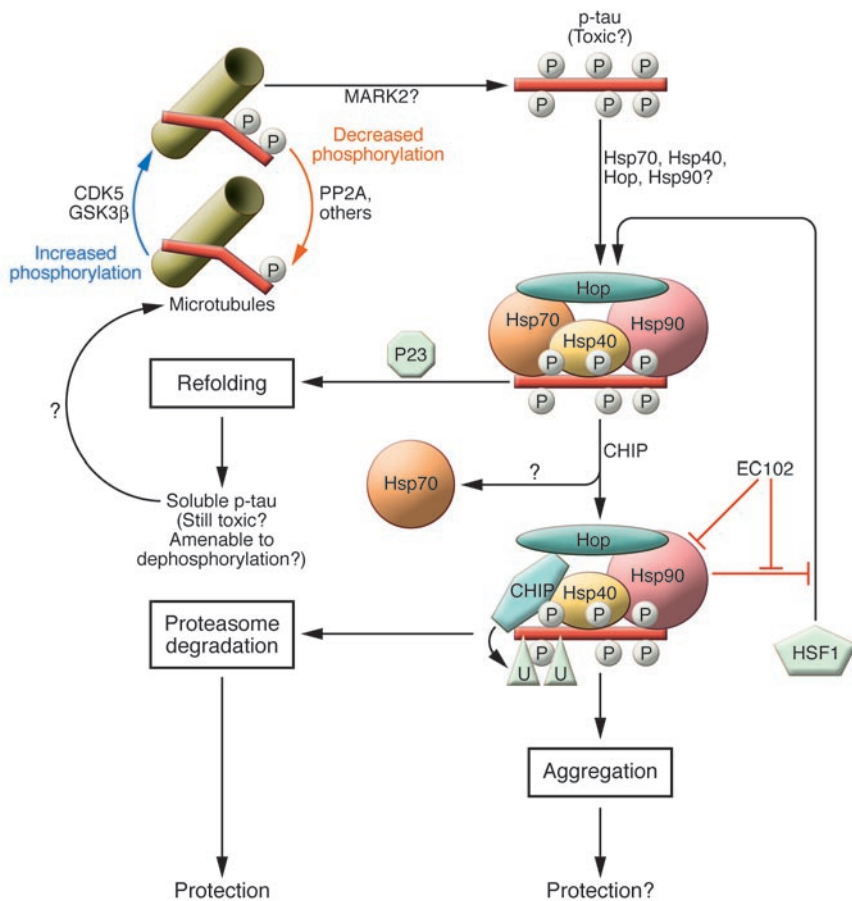 p-tau
(Toxic?)
P P P
P P P
MARK2?
P
P
Decreased
phosphorylation
CDK5
GSK3β
PP2A,
others
Increased
phosphorylation
P
Microtubules
Hsp70, Hsp40,
Hop, Hsp90?
Hop
Hsp70
Hsp40
Hsp90
P P P
P P P
P23
Refolding
?
CHIP
?
Hsp70
EC102
Soluble p-tau
(Still toxic?
Amenable to
dephosphorylation?)
Hop
CHIP
Hsp40
Hsp90
P P P
P P P
U U
HSF1
Proteasome
degradation
Aggregation
Protection
Protection?